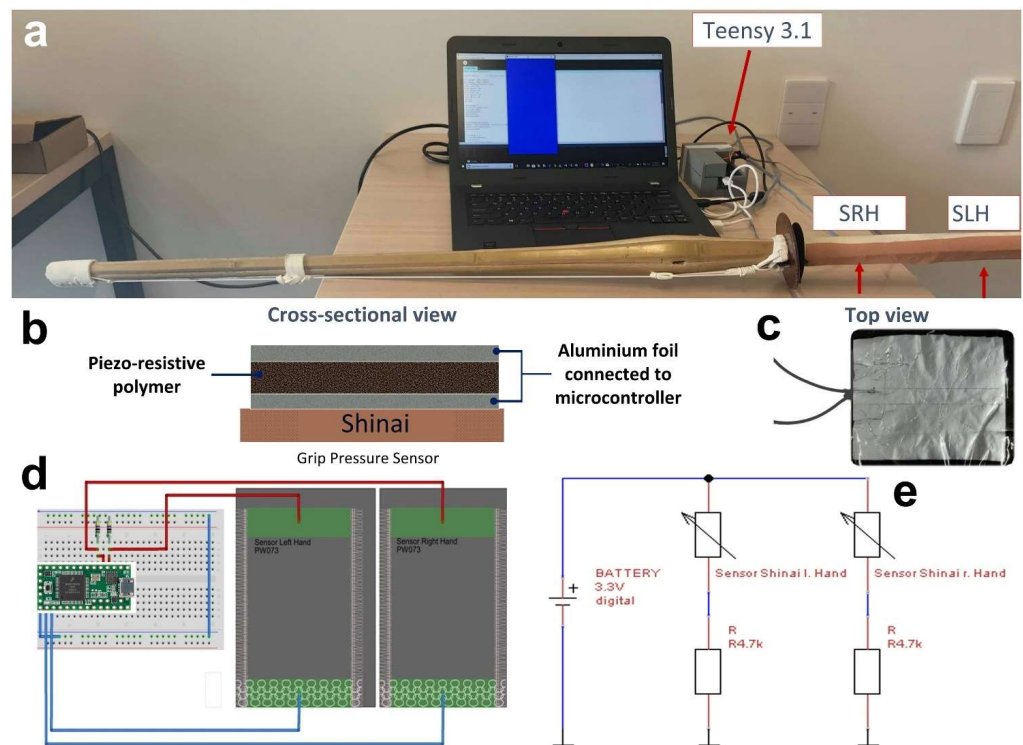 a
Teensy 3.1
SRH
SLH
b
Cross-sectional view
Piezo-resistive
polymer
Aluminium foil
connected to
microcontroller
Shinai
Grip Pressure Sensor
c
Top view
d
Sensor Left Hand
PW073
Sensor Right Hand
PW073
e
BATTERY
3.3V
digital
+
Sensor Shinai l. Hand
Sensor Shinai r. Hand
R
R4.7k
R
R4.7k